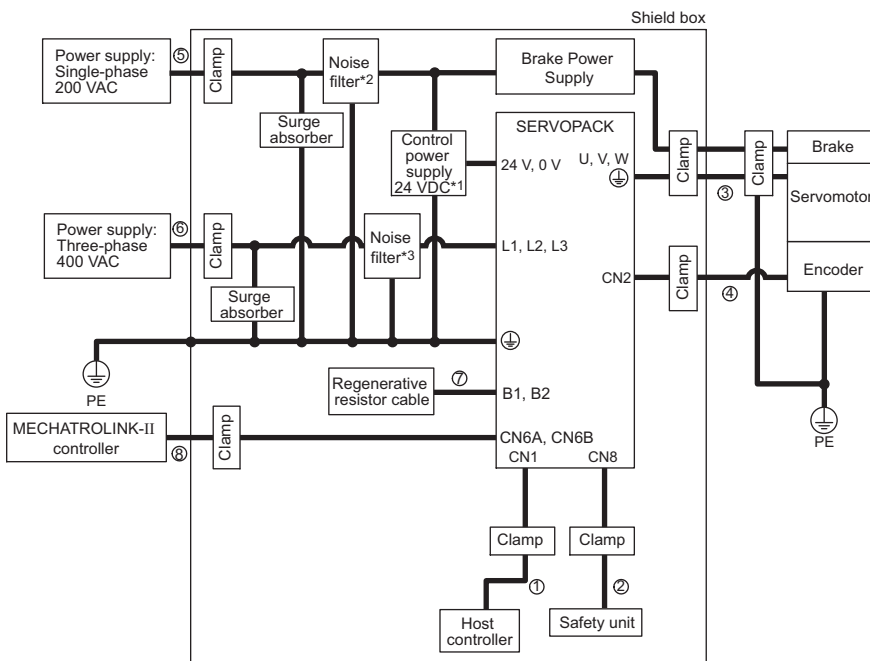 Shield box
Power supply:
Single-phase
200 VAC
⑤
Clamp
Noise
filter*2
Brake Power
Supply
Surge
absorber
SERVOPACK
Control
power
supply
24 VDC*1
24 V, 0 V
U, V, W
Clamp
Clamp
Brake
③
Servomotor
Power supply:
Three-phase
400 VAC
⑥
Clamp
Noise
filter*3
L1, L2, L3
CN2
Clamp
④
Encoder
Surge
absorber
PE
Regenerative
resistor cable
⑦
B1, B2
PE
MECHATROLINK-II
controller
⑧
Clamp
CN6A, CN6B
CN1
CN8
Clamp
Clamp
①
②
Host
controller
Safety unit